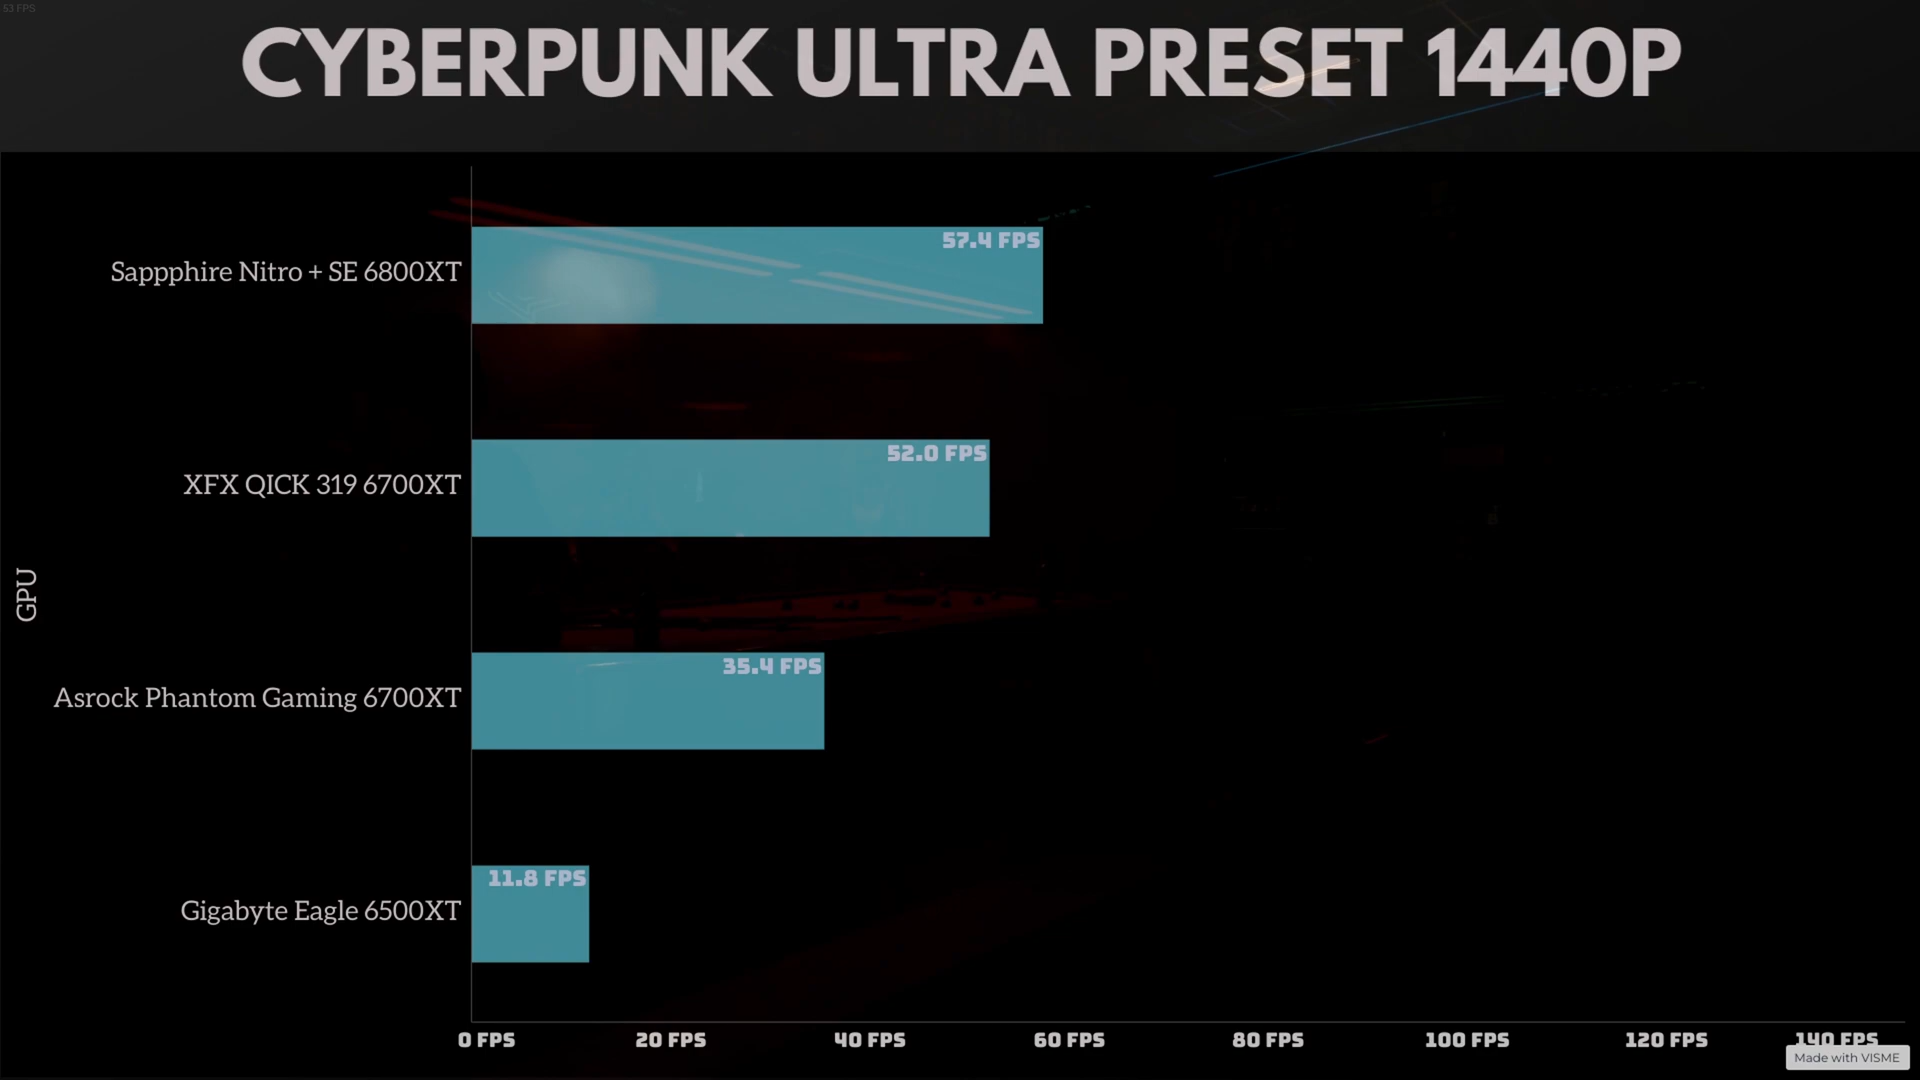 53 FPS
CYBERPUNK ULTRA PRESET 1440P
Sappphire Nitro + SE 6800XT
57.4 FPS
XFX QICK 319 6700XT
52.0 FPS
GPU
Asrock Phantom Gaming 6700XT
35.4 FPS
Gigabyte Eagle 6500XT
11.8 FPS
0 FPS 20 FPS 40 FPS 60 FPS 80 FPS 100 FPS 120 FPS 140 FPS
Made with VISME